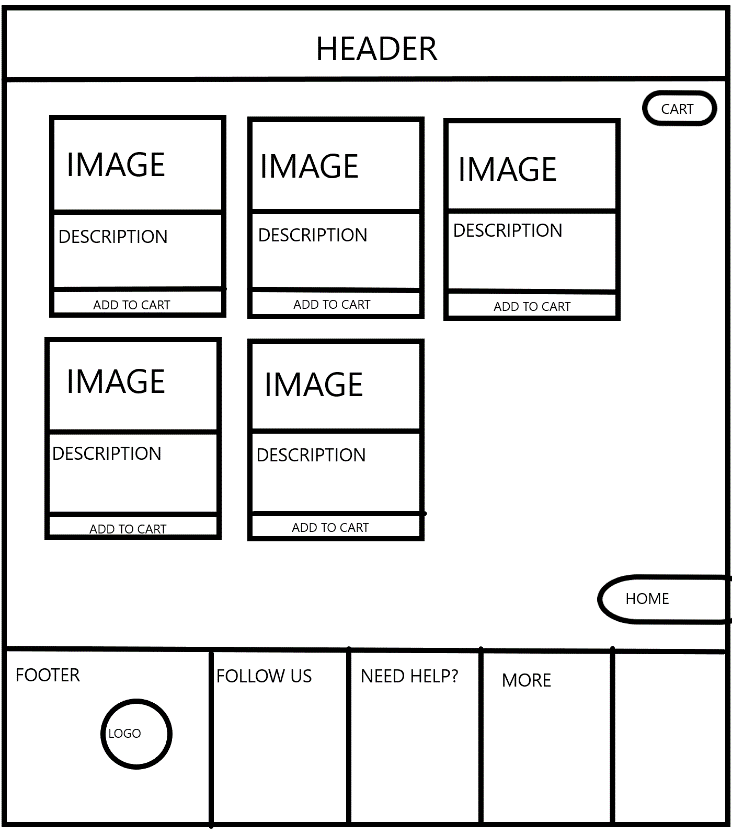 HEADER
CART
IMAGE
IMAGE
IMAGE
DESCRIPTION
DESCRIPTION
DESCRIPTION
ADD TO CART
ADD TO CART
ADD TO CART
IMAGE
IMAGE
DESCRIPTION
DESCRIPTION
ADD TO CART
ADD TO CART
HOME
FOOTER
FOLLOW US
NEED HELP?
MORE
LOGO